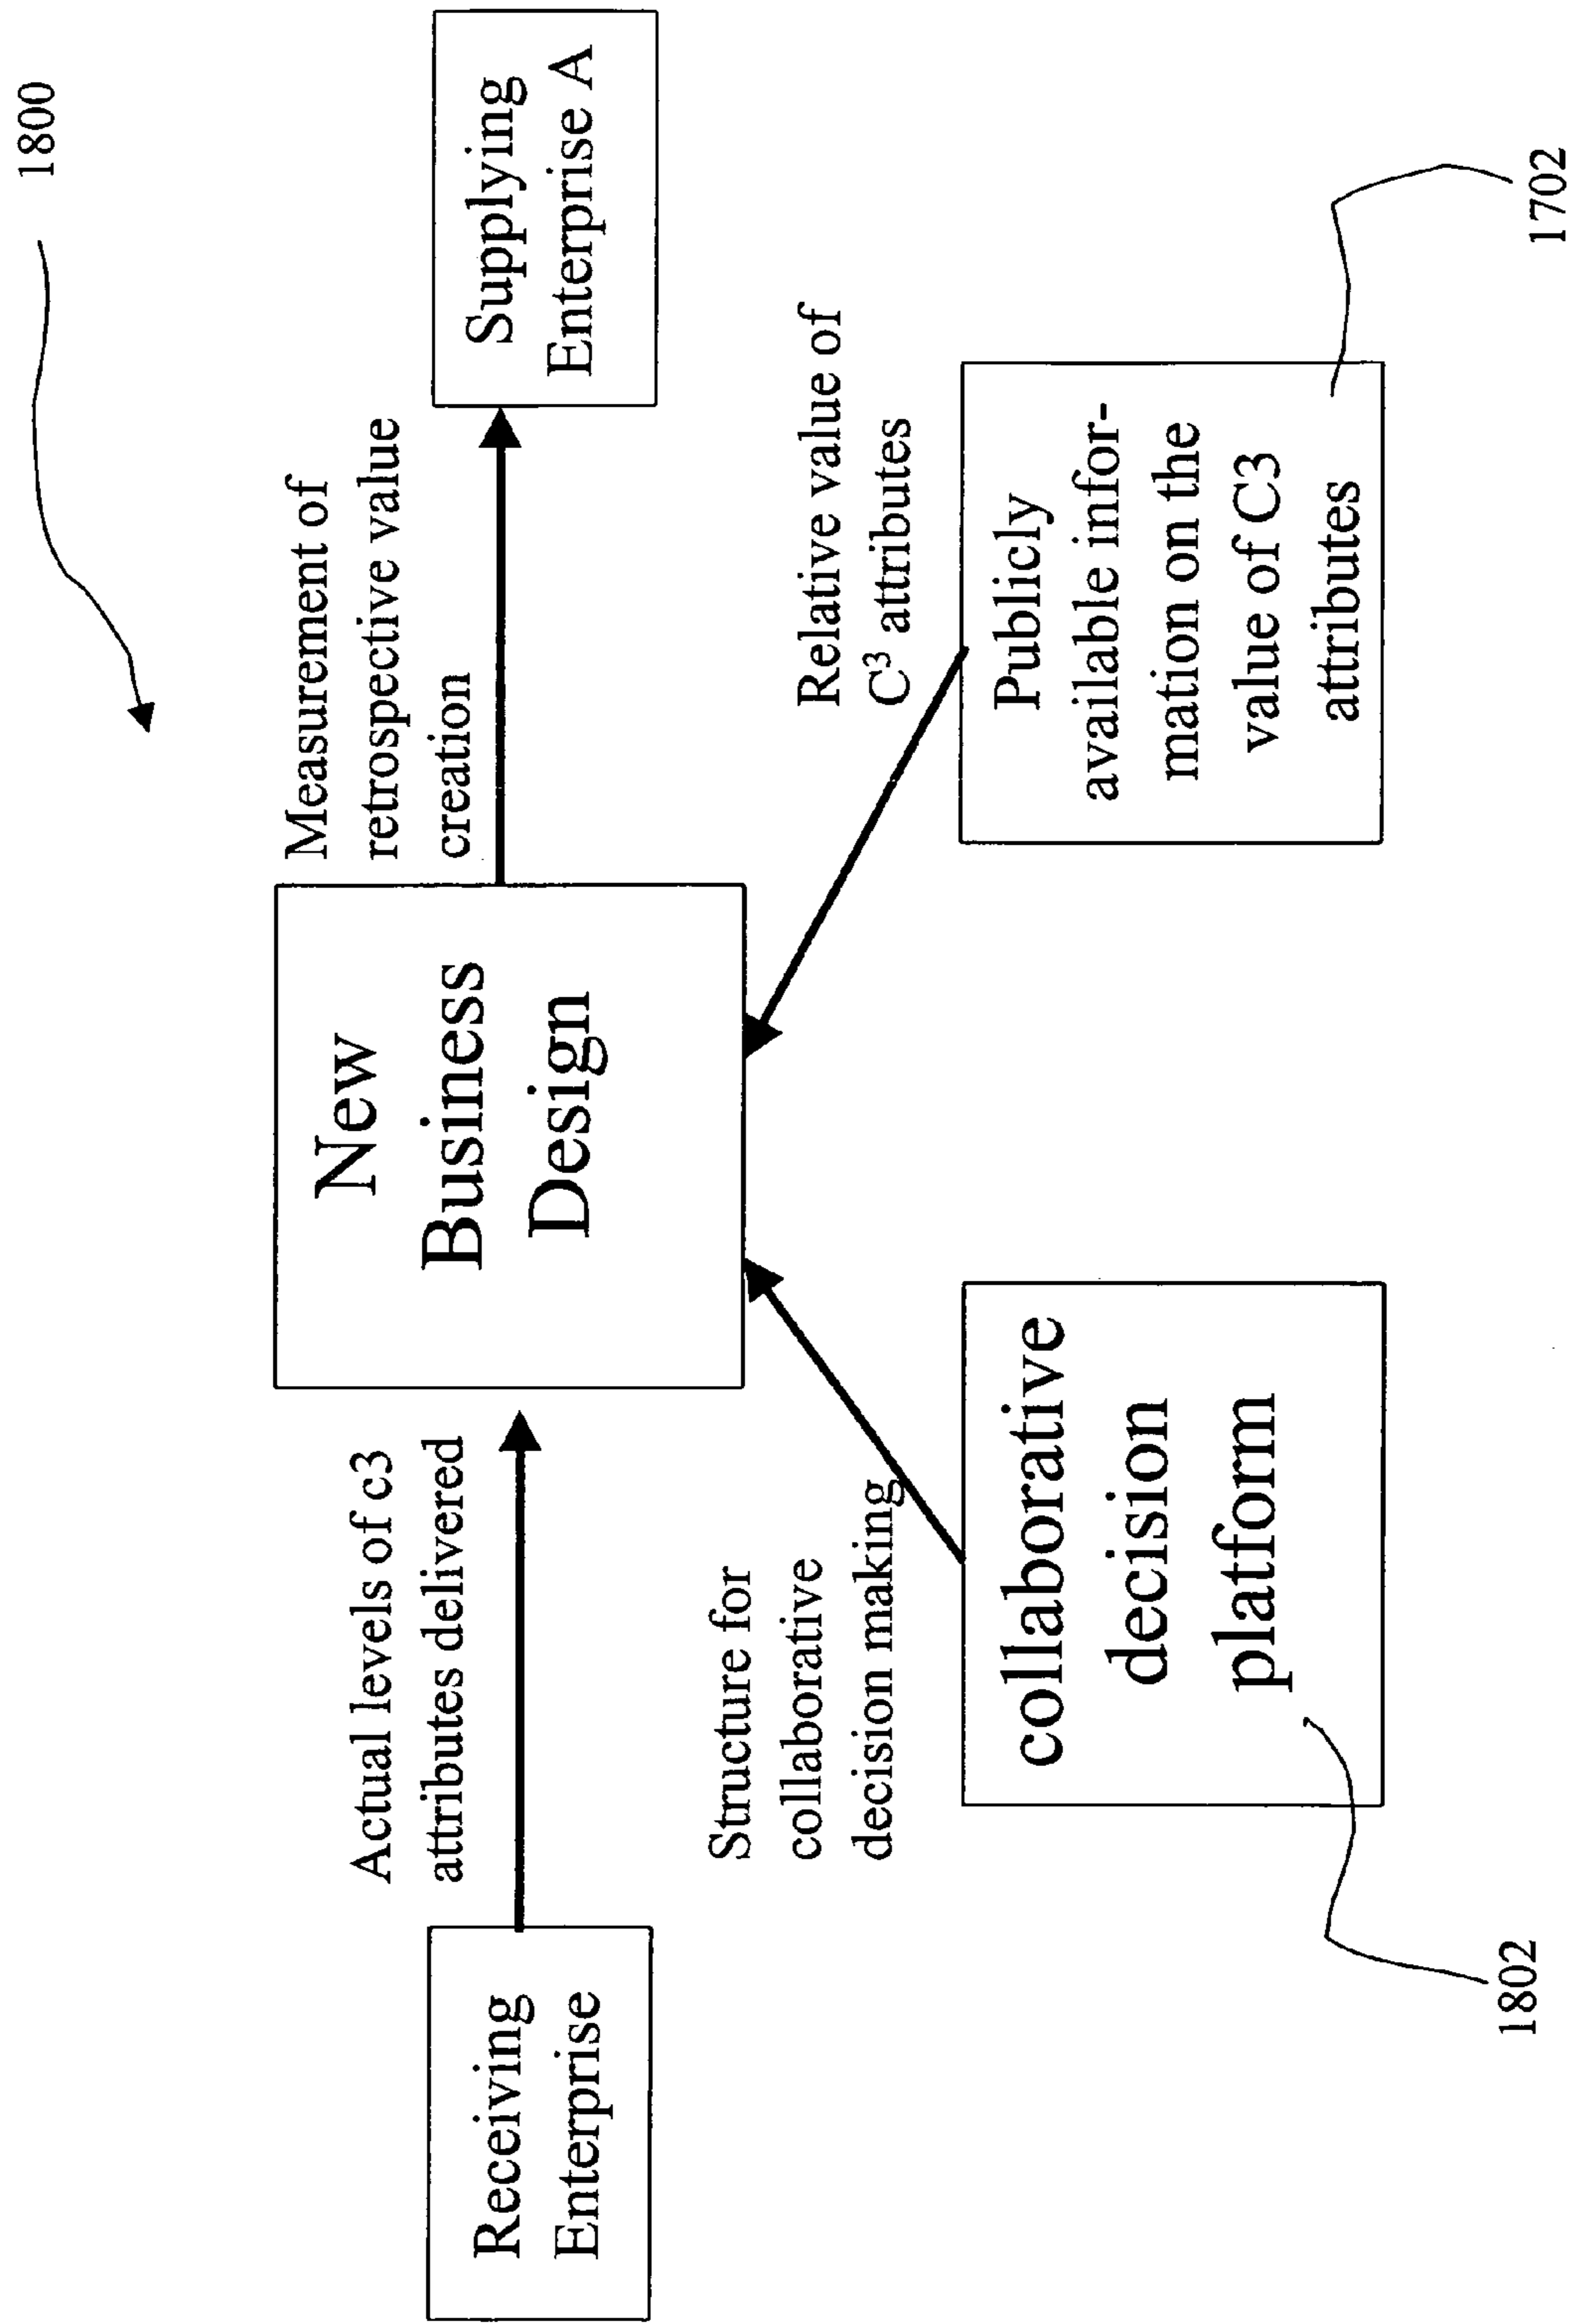 1800
Measurement of
retrospective value
creation
Supplying
Enterprise A
New
Business
Design
Actual levels of c3
attributes delivered
Receiving
Enterprise
Structure for
collaborative
decision making
Relative value of
C³ attributes
collaborative
decision
platform
Publicly
available infor-
mation on the
value of C3
attributes
1802
1702